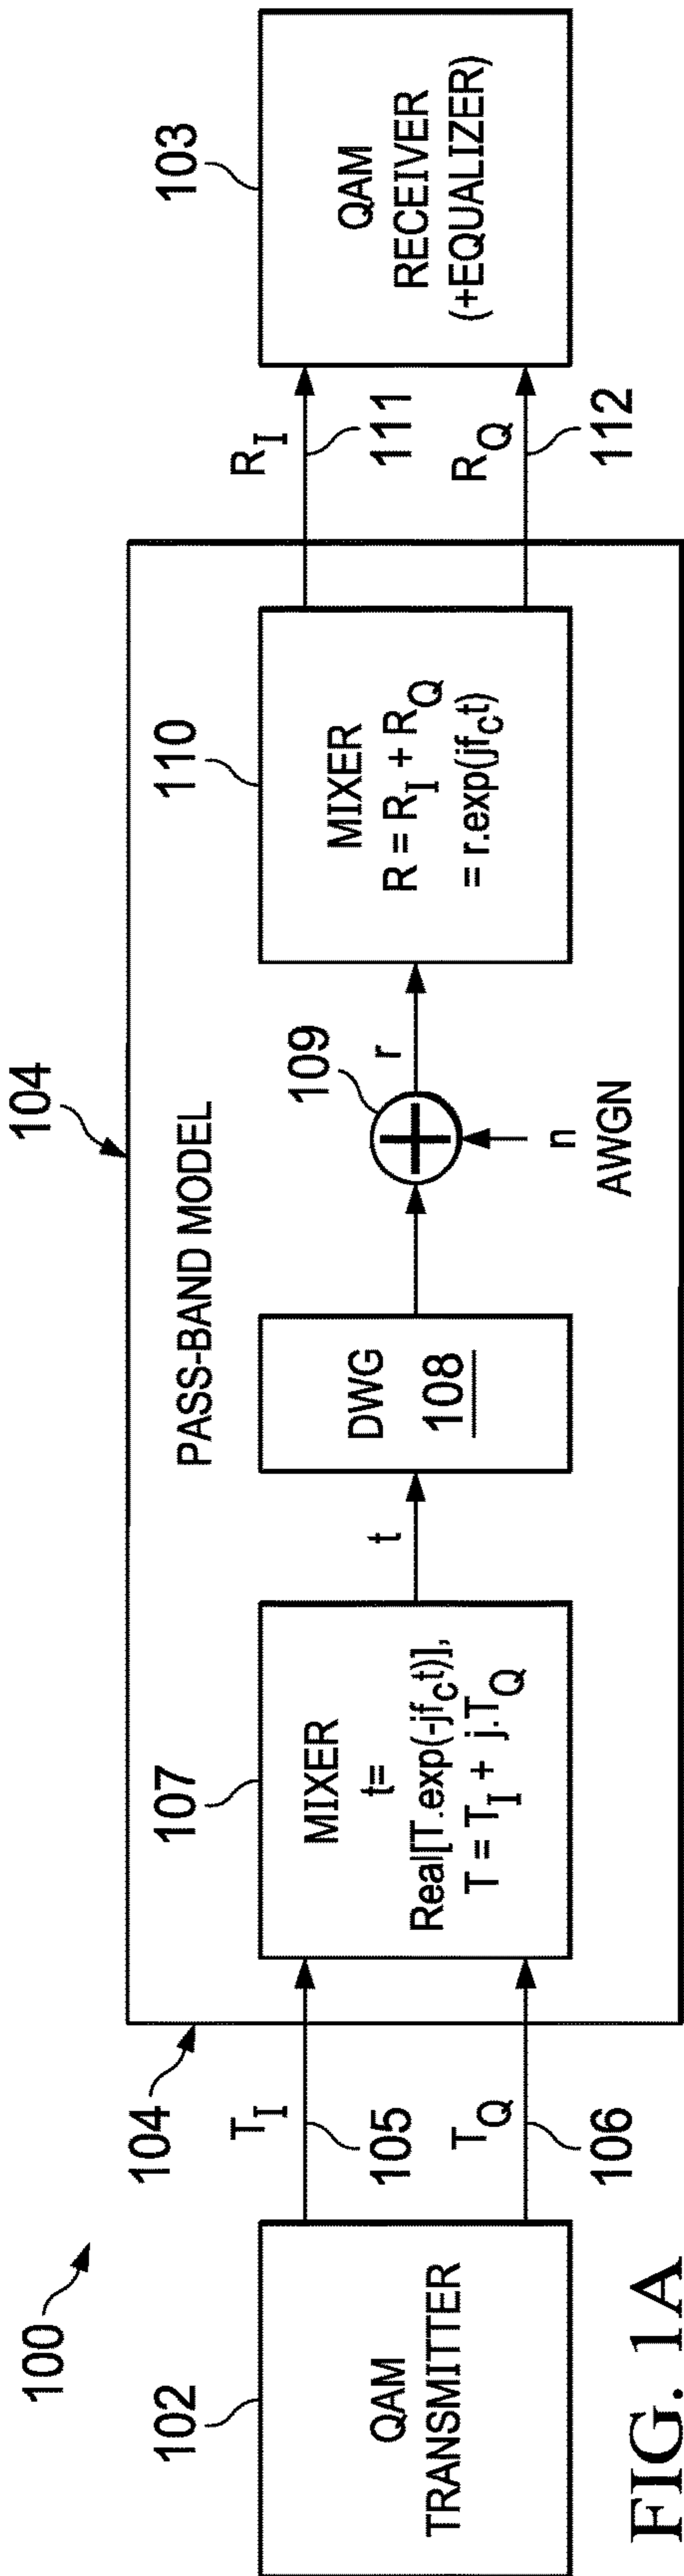 100
104
PASS-BAND MODEL
102
QAM
TRANSMITTER
T_I
105
T_Q
106
104
107
MIXER
t=
Real[T.exp(-jf_c t)],
T = T_I + j.T_Q
t
DWG
108
109
n
AWGN
r
110
MIXER
R = R_I + R_Q
= r.exp(jf_c t)
R_I
111
R_Q
112
103
QAM
RECEIVER
(+EQUALIZER)
FIG. 1A